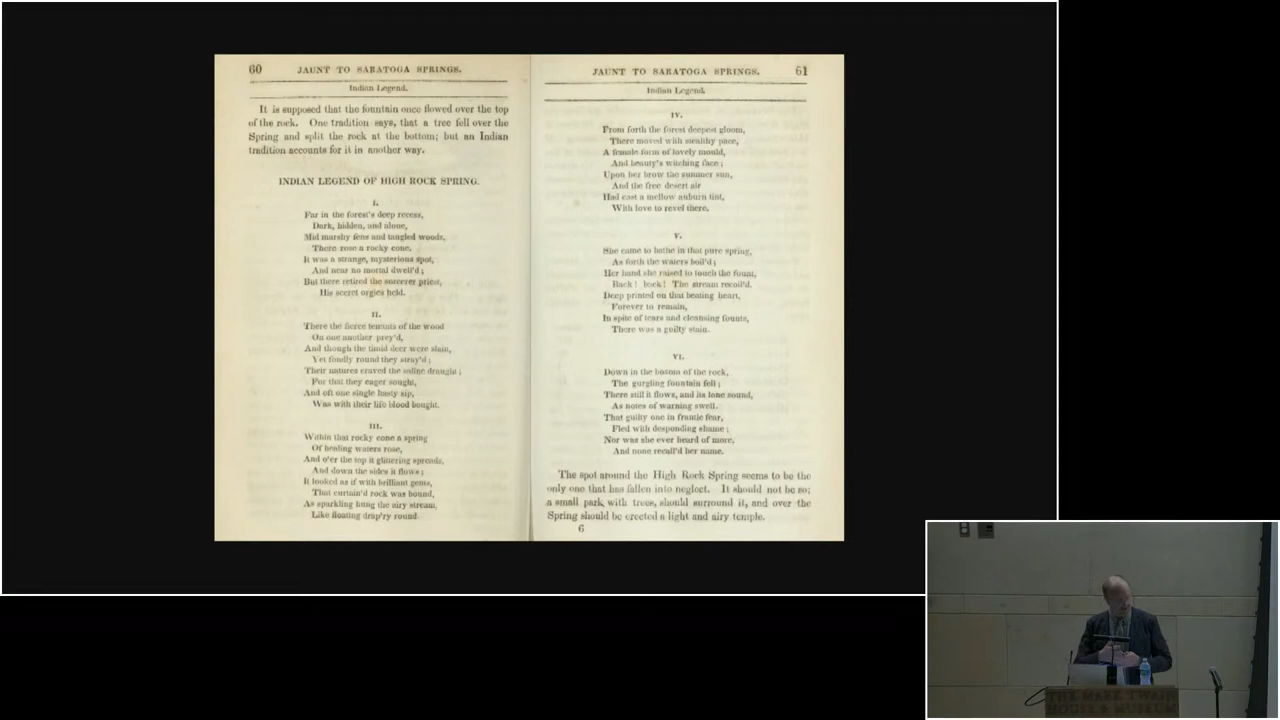 60 JAUNT TO SARATOGA SPRINGS.
Indian Legend.
It is supposed that the fountain once flowed over the top
of the rock. One tradition says, that a tree fell over the
Spring and split the rock at the bottom; but an Indian
tradition accounts for it in another way.
INDIAN LEGEND OF HIGH ROCK SPRING.
I.
Far in the forest's deep recess,
Dark, hidden, and alone,
Mid marshy fens and tangled woods,
There rose a rocky cone.
It was a strange, mysterious spot,
And near no mortal dwell'd;
But there retired the sorcerer priest,
His secret orgies held.
II.
There the fierce tenants of the wood
On one another prey'd,
And though the timid deer were slain,
Yet fondly round they stray'd;
Their natures craved the saline draught;
For that they eager sought,
And oft one single hasty sip,
Was with their life blood bought.
III.
Within that rocky cone a spring
Of healing waters rose,
And o'er the top it glittering spreads,
And down the sides it flows;
It looked as if with brilliant gems,
That curtain'd rock was bound,
As sparkling hung the airy stream,
Like floating drap'ry round.
JAUNT TO SARATOGA SPRINGS. 61
Indian Legend.
IV.
From forth the forest deepest gloom,
There moved with stealthy pace,
A female form of lovely mould,
And beauty's witching face;
Upon her brow the summer sun,
And the free desert air
Had cast a mellow auburn tint,
With love to revel there.
V.
She came to bathe in that pure spring,
As forth the waters boil'd;
Her hand she raised to touch the fount,
Back! back! The stream recoil'd.
Deep printed on that beating heart,
Forever to remain,
In spite of tears and cleansing founts,
There was a guilty stain.
VI.
Down in the bosom of the rock,
The gurgling fountain fell;
There still it flows, and its lone sound,
As notes of warning swell.
That guilty one in frantic fear,
Fled with desponding shame;
Nor was she ever heard of more,
And none recall'd her name.
The spot around the High Rock Spring seems to be the
only one that has fallen into neglect. It should not be so;
a small park with trees, should surround it, and over the
Spring should be erected a light and airy temple.
6
THE MARK TWAIN
HOUSE & MUSEUM